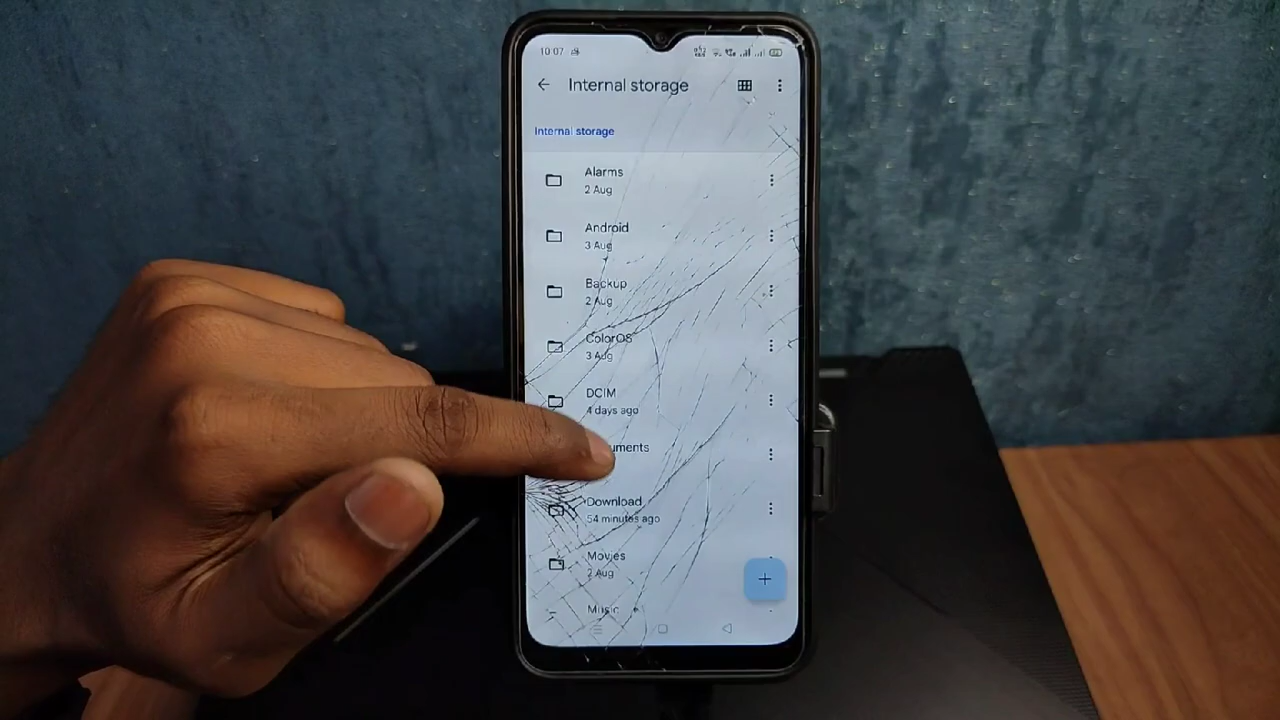 10:07
Internal storage
Internal storage
Alarms
2 Aug
Android
3 Aug
Backup
2 Aug
ColorOS
3 Aug
DCIM
4 days ago
uments
Download
54 minutes ago
Movies
2 Aug
Music